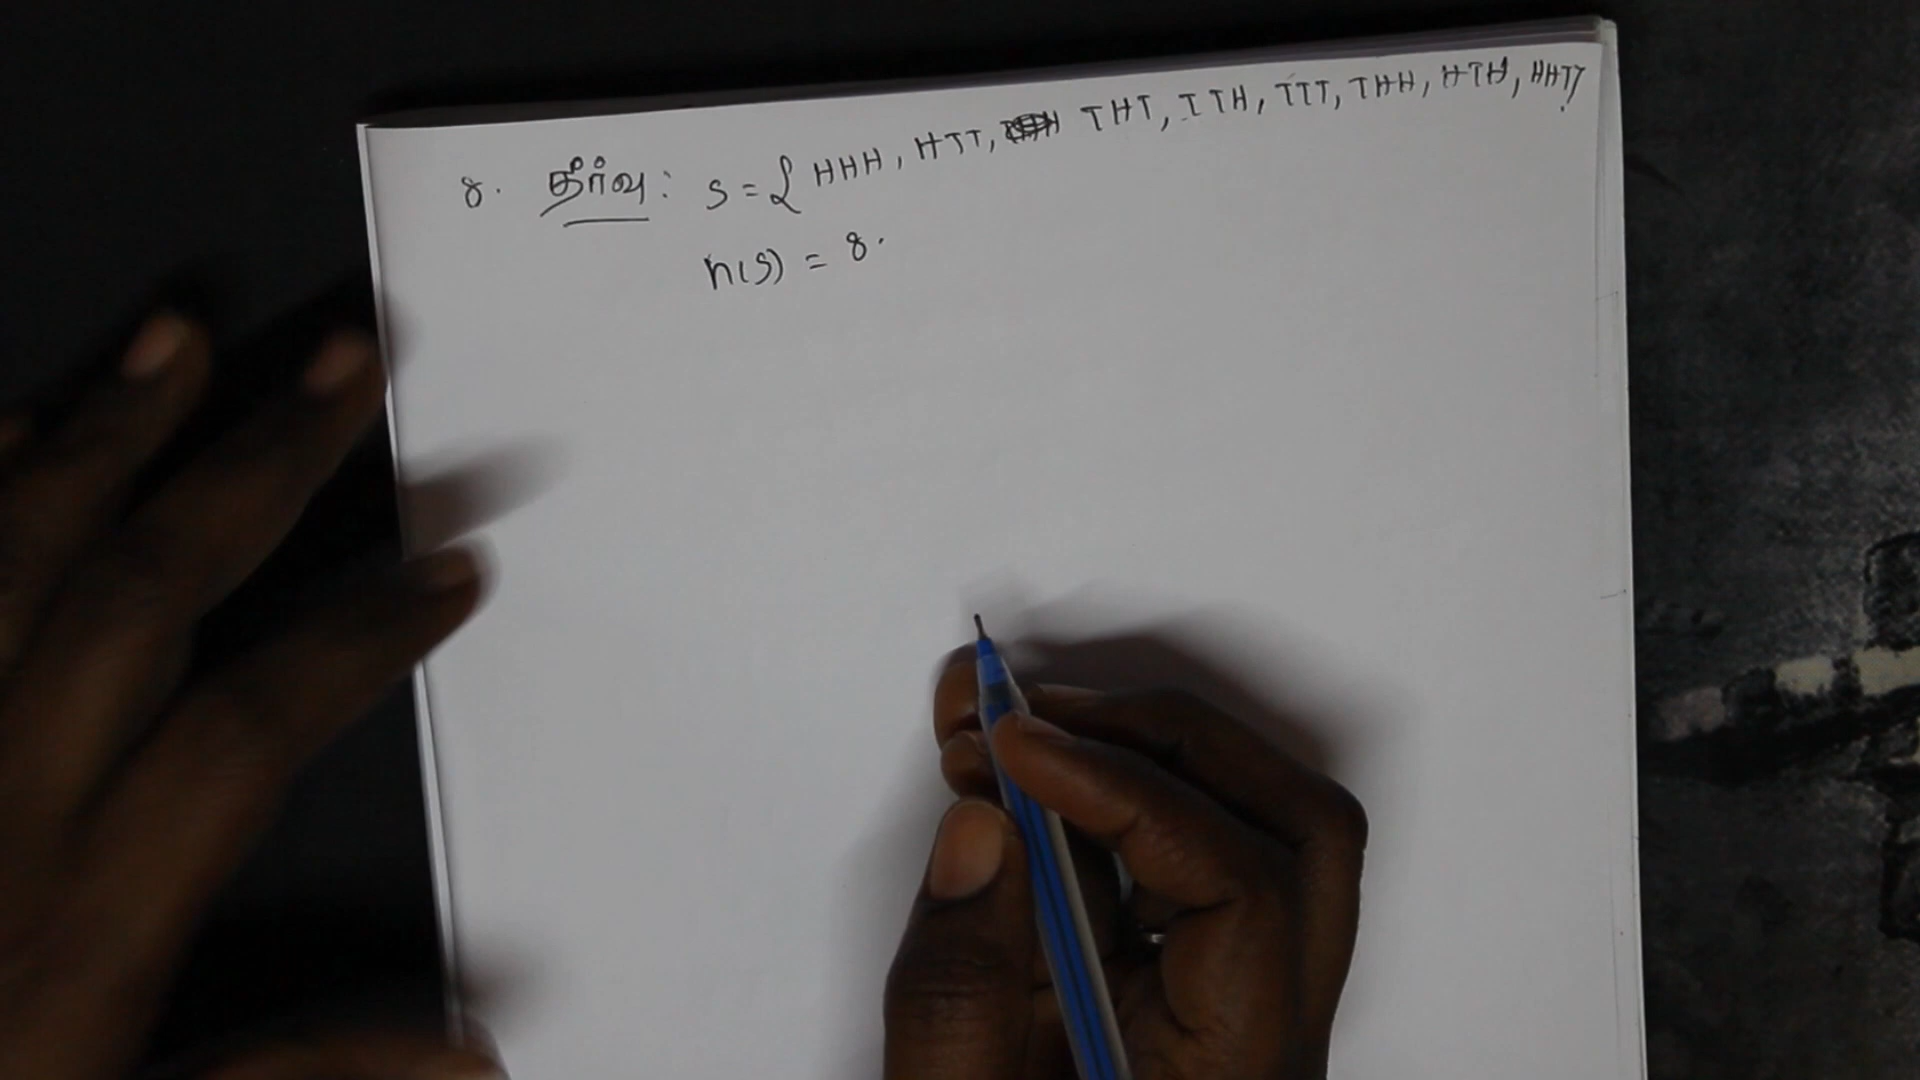 8. தீர்வு: S = { HHH, HTT, THT, TTH, TTT, THH, HTH, HHT}
n(S) = 8.